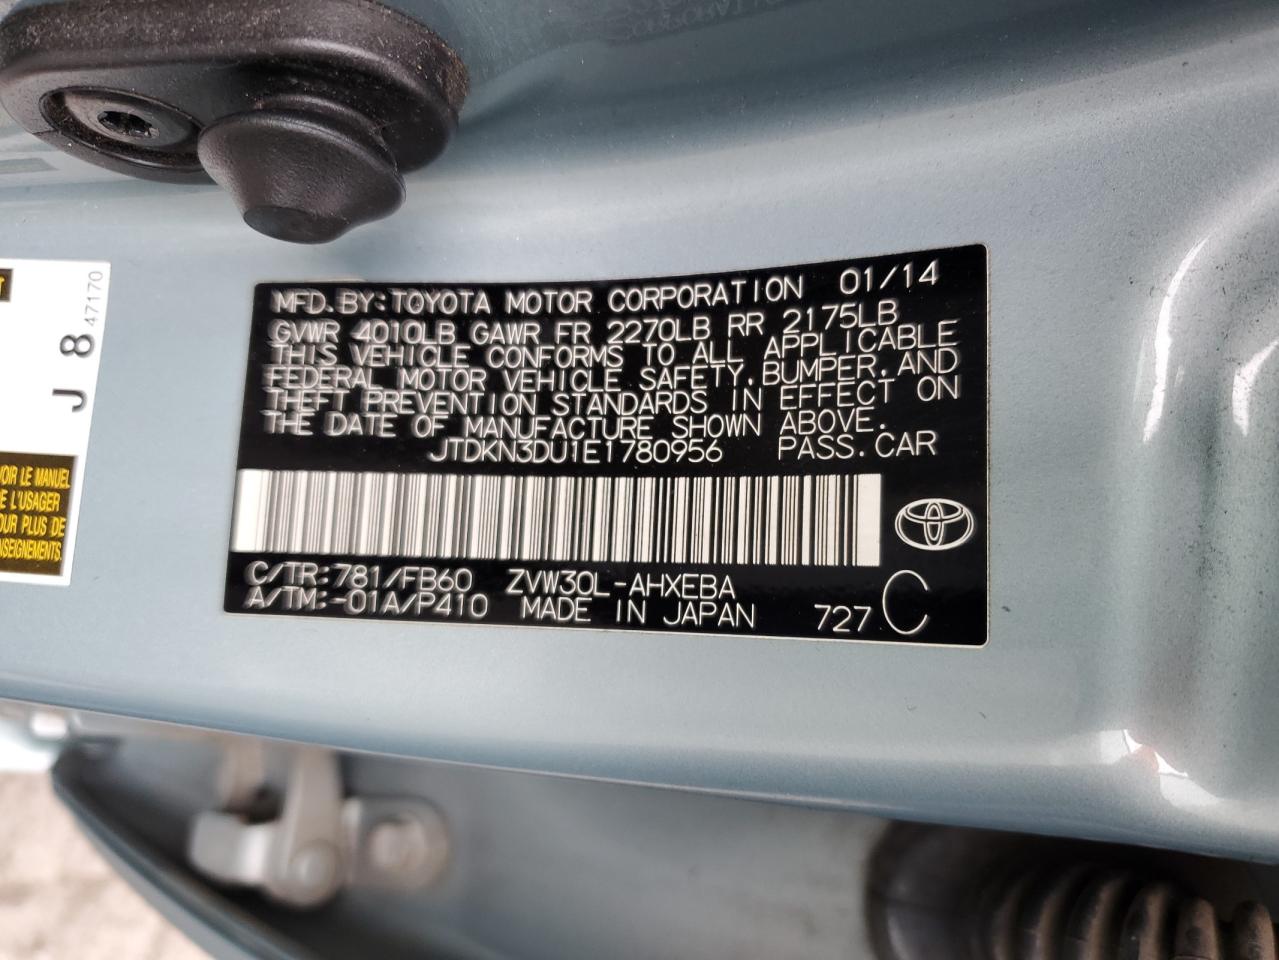 MFD. BY: TOYOTA MOTOR CORPORATION 01/14
GVWR 4010LB GAWR FR 2270LB RR 2175LB
THIS VEHICLE CONFORMS TO ALL APPLICABLE
FEDERAL MOTOR VEHICLE SAFETY, BUMPER, AND
THEFT PREVENTION STANDARDS IN EFFECT ON
THE DATE OF MANUFACTURE SHOWN ABOVE.
JTDKN3DU1E1780956 PASS. CAR
C/TR: 781/FB60 ZVW30L-AHXEBA
A/TM: -01A/P410 MADE IN JAPAN 727 C
J 8 47170
VOIR LE MANUEL
DE L'USAGER
POUR PLUS DE
RENSEIGNEMENTS.